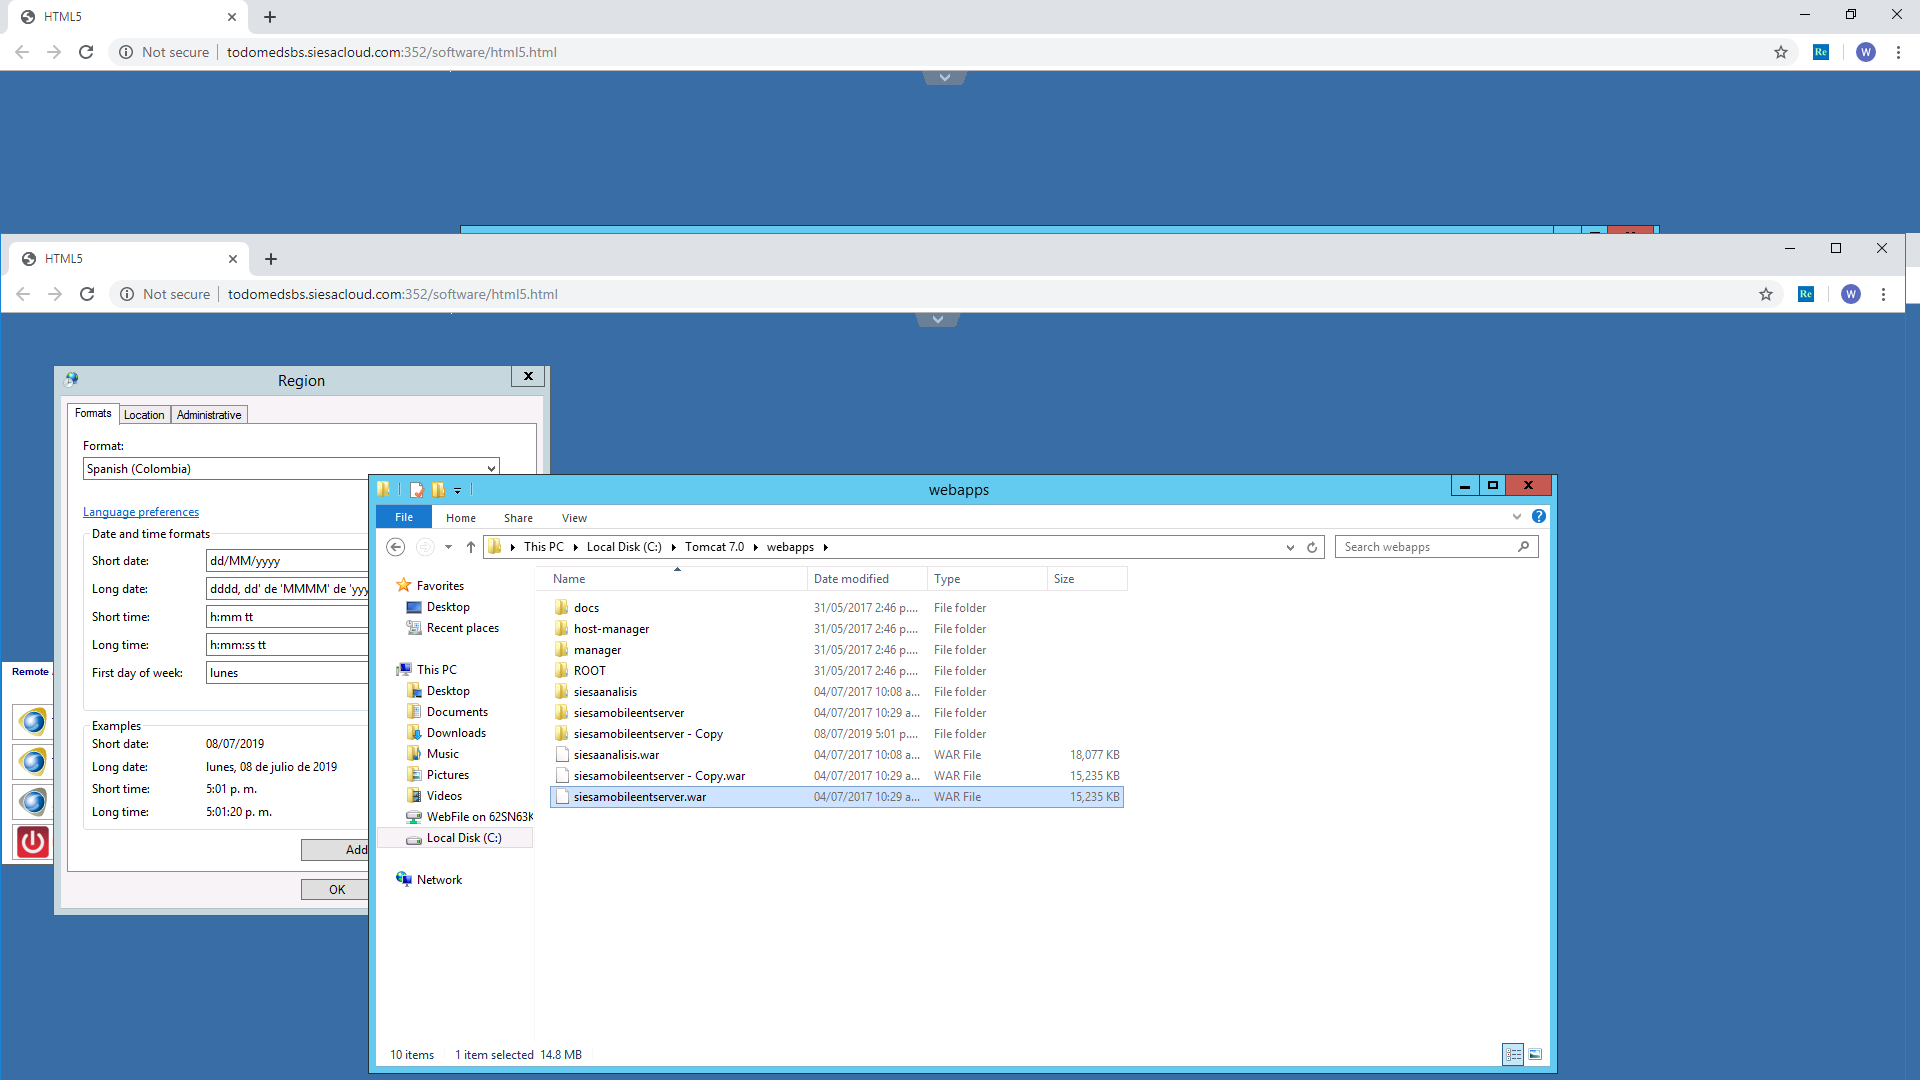 HTML5
Not secure
todomedsbs.siesacloud.com:352/software/html5.html
Re
W
HTML5
Not secure
todomedsbs.siesacloud.com:352/software/html5.html
Re
W
Region
Formats
Location
Administrative
Format:
Spanish (Colombia)
Language preferences
Date and time formats
Short date:
dd/MM/yyyy
Long date:
dddd, dd' de 'MMMM' de 'yyy
Short time:
h:mm tt
Long time:
h:mm:ss tt
First day of week:
lunes
Examples
Short date:
08/07/2019
Long date:
lunes, 08 de julio de 2019
Short time:
5:01 p. m.
Long time:
5:01:20 p. m.
Add
OK
Remote
webapps
File
Home
Share
View
This PC
Local Disk (C:)
Tomcat 7.0
webapps
Search webapps
Favorites
Desktop
Recent places
This PC
Desktop
Documents
Downloads
Music
Pictures
Videos
WebFile on 62SN63K
Local Disk (C:)
Network
Name Date modified Type Size
docs 31/05/2017 2:46 p.... File folder
host-manager 31/05/2017 2:46 p.... File folder
manager 31/05/2017 2:46 p.... File folder
ROOT 31/05/2017 2:46 p.... File folder
siesaanalisis 04/07/2017 10:08 a... File folder
siesamobileentserver 04/07/2017 10:29 a... File folder
siesamobileentserver - Copy 08/07/2019 5:01 p.... File folder
siesaanalisis.war 04/07/2017 10:08 a... WAR File 18,077 KB
siesamobileentserver - Copy.war 04/07/2017 10:29 a... WAR File 15,235 KB
siesamobileentserver.war 04/07/2017 10:29 a... WAR File 15,235 KB
10 items
1 item selected 14.8 MB